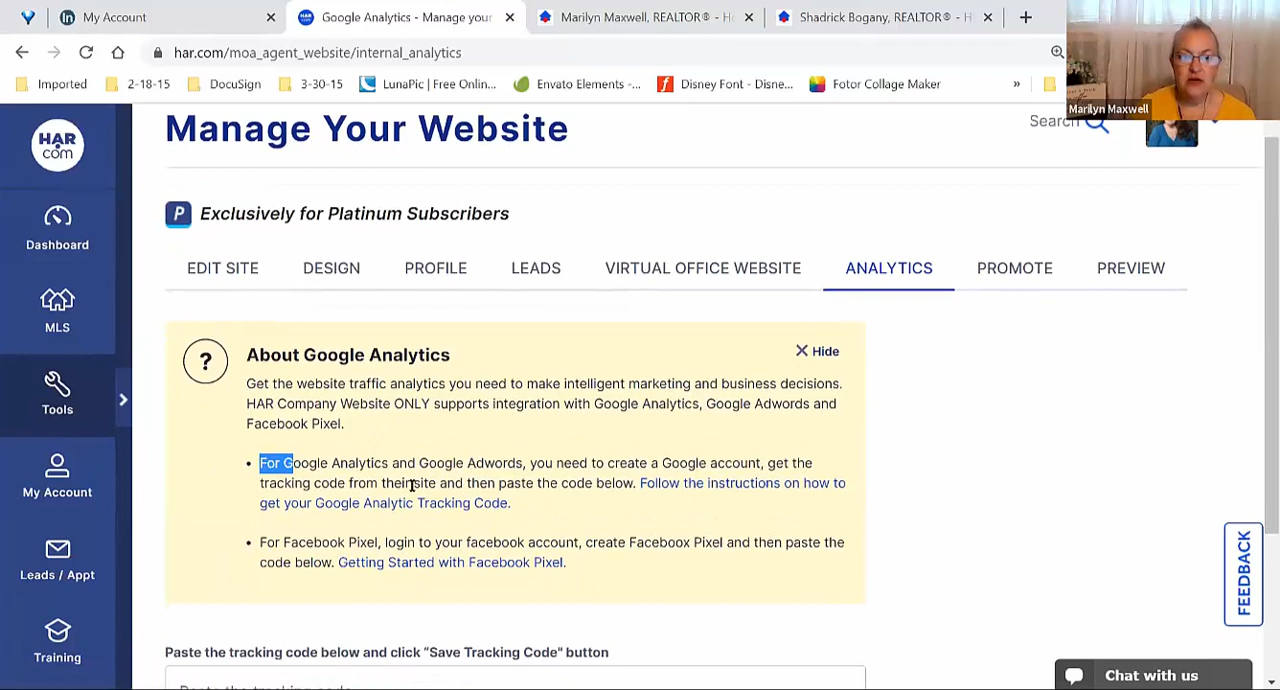 My Account
Google Analytics - Manage your
Marilyn Maxwell, REALTOR® - H
Shadrick Bogany, REALTOR® - H
har.com/moa_agent_website/internal_analytics
Imported
2-18-15
DocuSign
3-30-15
LunaPic | Free Onlin...
Envato Elements -...
Disney Font - Disne...
Fotor Collage Maker
»
Marilyn Maxwell
HAR
com
Manage Your Website
Search
P Exclusively for Platinum Subscribers
EDIT SITE
DESIGN
PROFILE
LEADS
VIRTUAL OFFICE WEBSITE
ANALYTICS
PROMOTE
PREVIEW
Dashboard
MLS
Tools
My Account
Leads / Appt
Training
?
About Google Analytics
Hide
Get the website traffic analytics you need to make intelligent marketing and business decisions.
HAR Company Website ONLY supports integration with Google Analytics, Google Adwords and
Facebook Pixel.
• For Google Analytics and Google Adwords, you need to create a Google account, get the
tracking code from theinsite and then paste the code below. Follow the instructions on how to
get your Google Analytic Tracking Code.
• For Facebook Pixel, login to your facebook account, create Faceboox Pixel and then paste the
code below. Getting Started with Facebook Pixel.
Paste the tracking code below and click “Save Tracking Code” button
Paste the tracking code
FEEDBACK
Chat with us